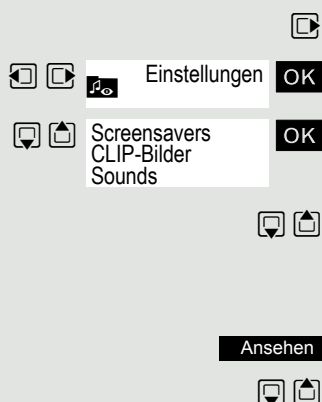 Einstellungen OK
Screensavers OK
CLIP-Bilder
Sounds
Ansehen